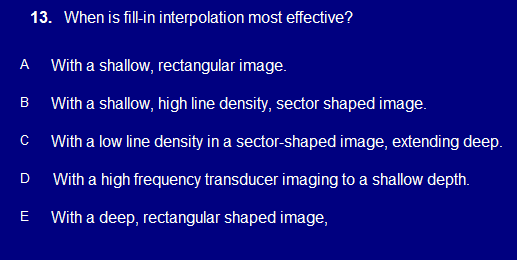 13. When is fill-in interpolation most effective?
A With a shallow, rectangular image.
B With a shallow, high line density, sector shaped image.
C With a low line density in a sector-shaped image, extending deep.
D With a high frequency transducer imaging to a shallow depth.
E With a deep, rectangular shaped image,